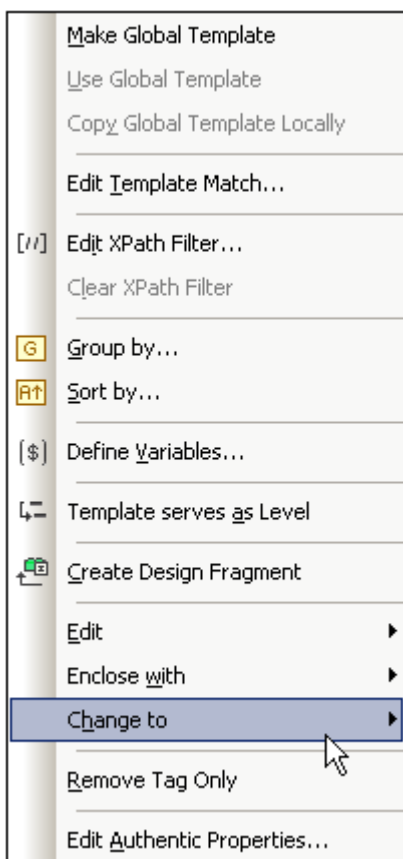 Make Global Template
Use Global Template
Copy Global Template Locally
Edit Template Match...
[//] Edit XPath Filter...
Clear XPath Filter
G Group by...
A↑ Sort by...
($) Define Variables...
Template serves as Level
Create Design Fragment
Edit
Enclose with
Change to
Remove Tag Only
Edit Authentic Properties...